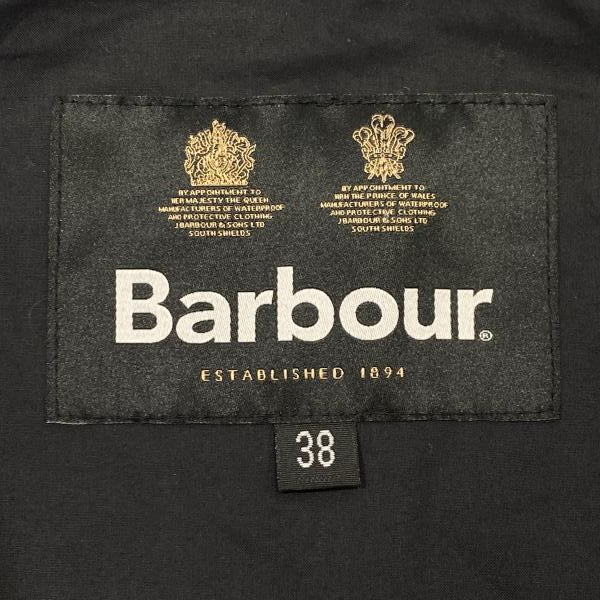 BY APPOINTMENT TO
HER MAJESTY THE QUEEN
MANUFACTURERS OF WATERPROOF
AND PROTECTIVE CLOTHING
J BARBOUR & SONS LTD
SOUTH SHIELDS
BY APPOINTMENT TO
HRH THE PRINCE OF WALES
MANUFACTURERS OF WATERPROOF
AND PROTECTIVE CLOTHING
J BARBOUR & SONS LTD
SOUTH SHIELDS
Barbour®
ESTABLISHED 1894
38